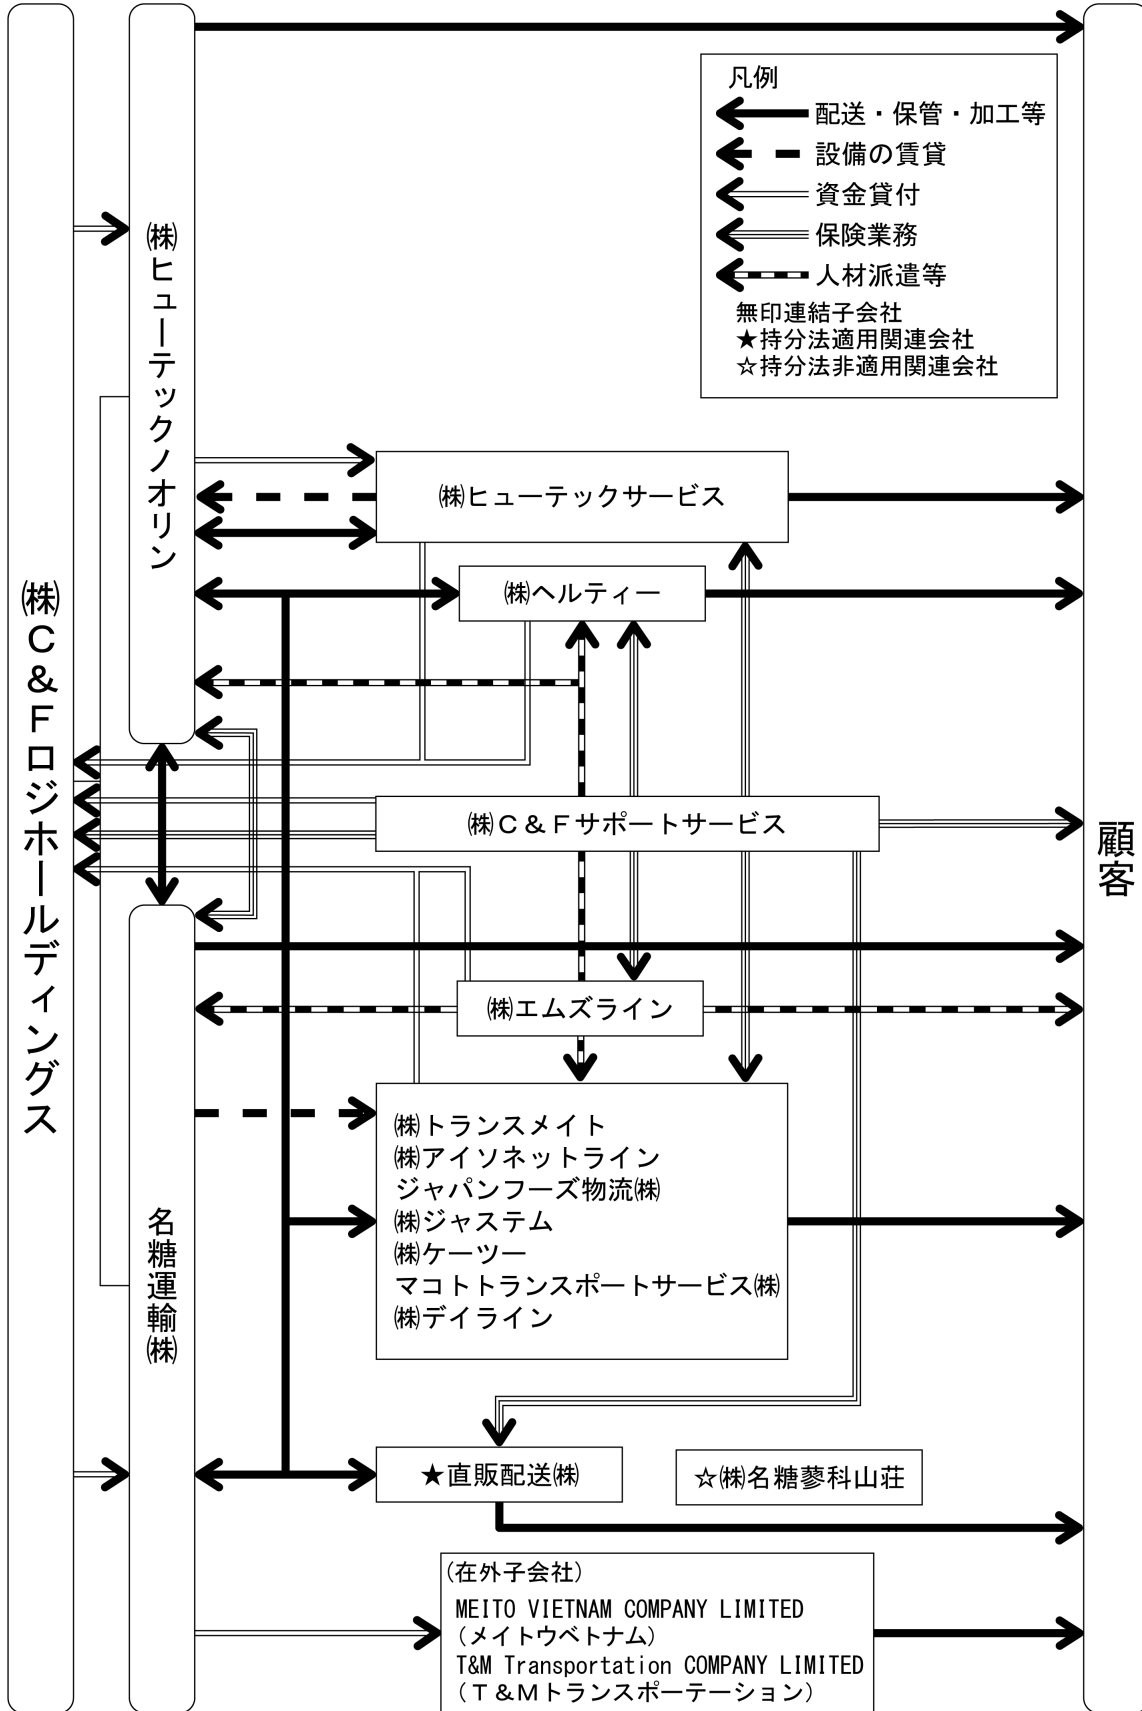 ㈱Ｃ＆Ｆロジホールディングス
㈱ヒューテックノオリン
名糖運輸㈱
凡例
配送・保管・加工等
設備の賃貸
資金貸付
保険業務
人材派遣等
無印連結子会社
★持分法適用関連会社
☆持分法非適用関連会社
㈱ヒューテックサービス
㈱ヘルティー
㈱Ｃ＆Ｆサポートサービス
㈱エムズライン
㈱トランスメイト
㈱アイソネットライン
ジャパンフーズ物流㈱
㈱ジャステム
㈱ケーツー
マコトトランスポートサービス㈱
㈱デイライン
★直販配送㈱
☆㈱名糖蓼科山荘
（在外子会社）
MEITO VIETNAM COMPANY LIMITED
（メイトウベトナム）
T&M Transportation COMPANY LIMITED
（Ｔ＆Ｍトランスポーテーション）
顧客